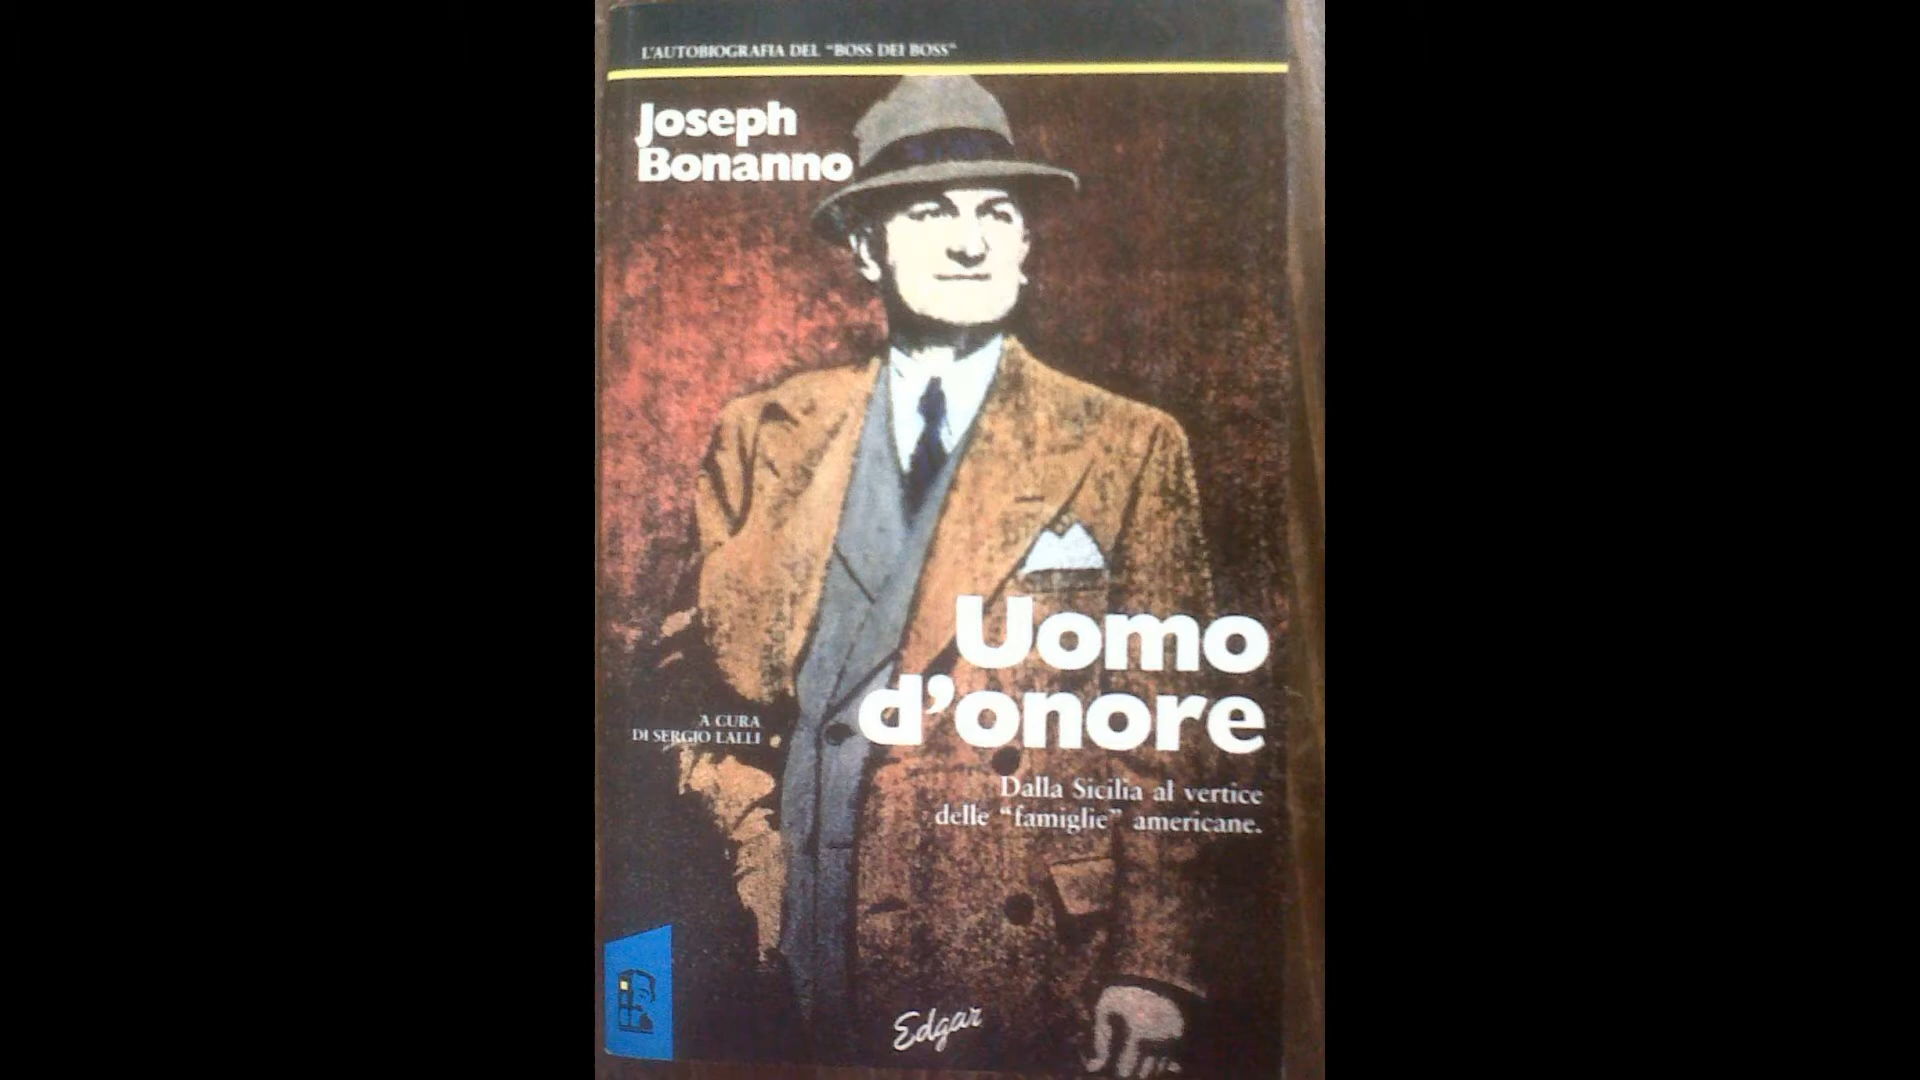 L'AUTOBIOGRAFIA DEL "BOSS DEI BOSS"
Joseph
Bonanno
Uomo
d'onore
A CURA
DI SERGIO LALLI
Dalla Sicilia al vertice
delle "famiglie" americane.
Edgar